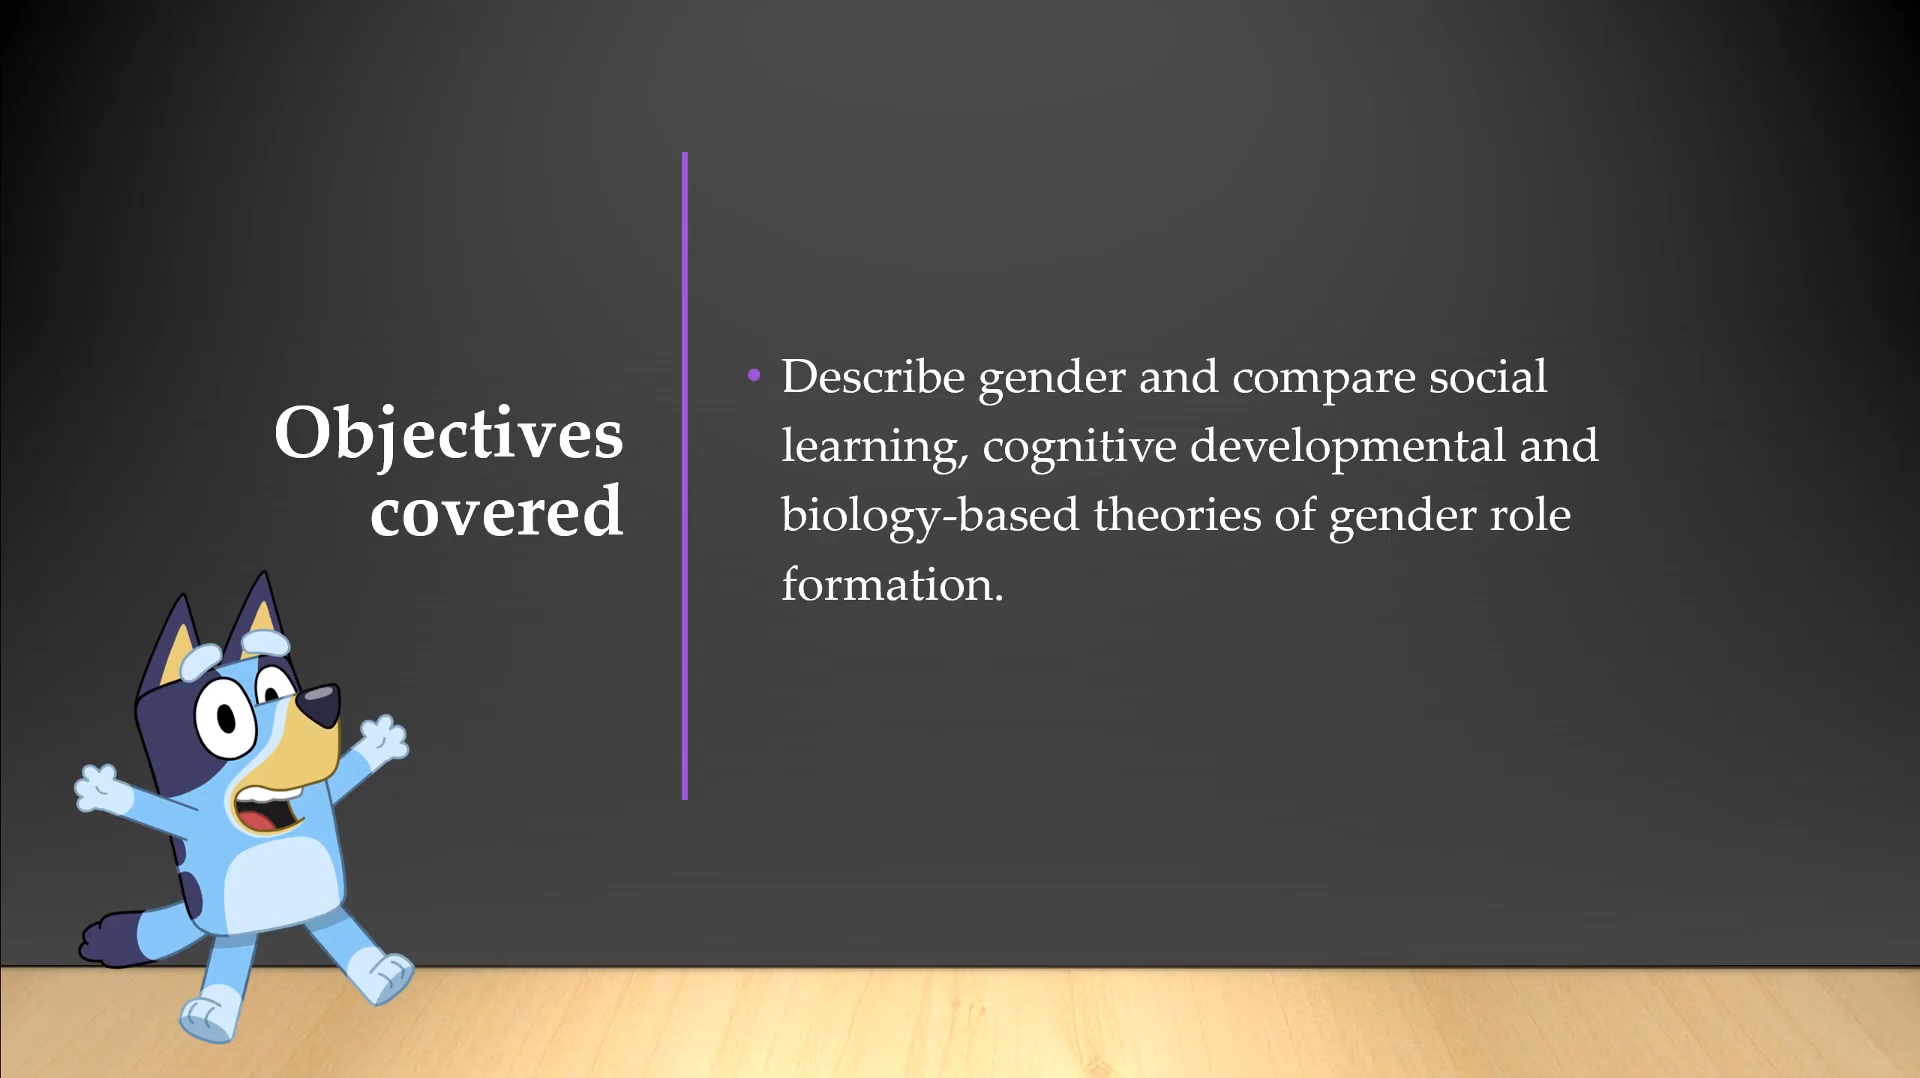 Objectives
covered
• Describe gender and compare social
learning, cognitive developmental and
biology-based theories of gender role
formation.